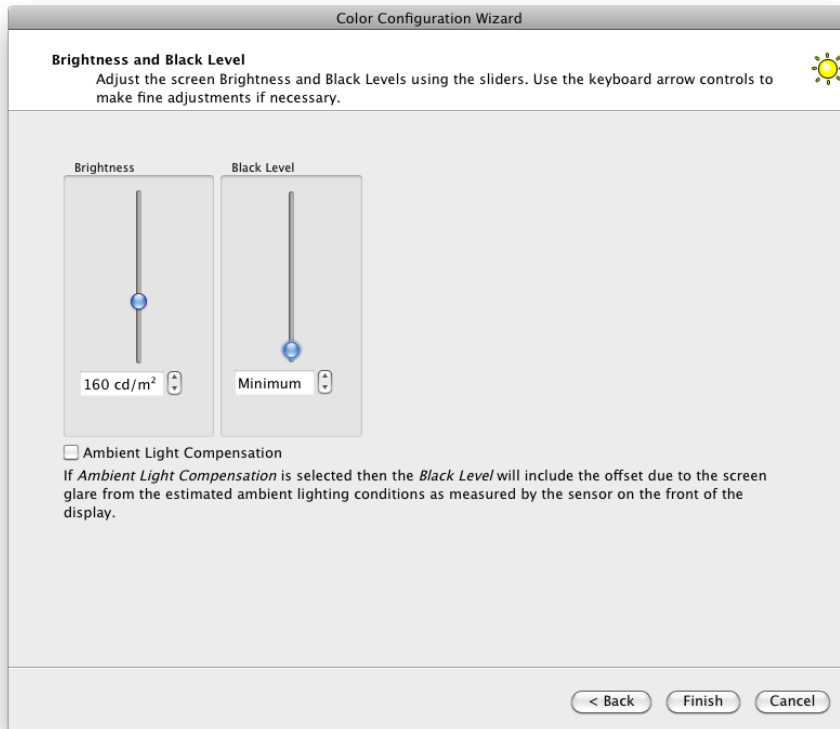 Color Configuration Wizard
Brightness and Black Level
Adjust the screen Brightness and Black Levels using the sliders. Use the keyboard arrow controls to
make fine adjustments if necessary.
Brightness
Black Level
160 cd/m²
Minimum
Ambient Light Compensation
If Ambient Light Compensation is selected then the Black Level will include the offset due to the screen
glare from the estimated ambient lighting conditions as measured by the sensor on the front of the
display.
< Back
Finish
Cancel